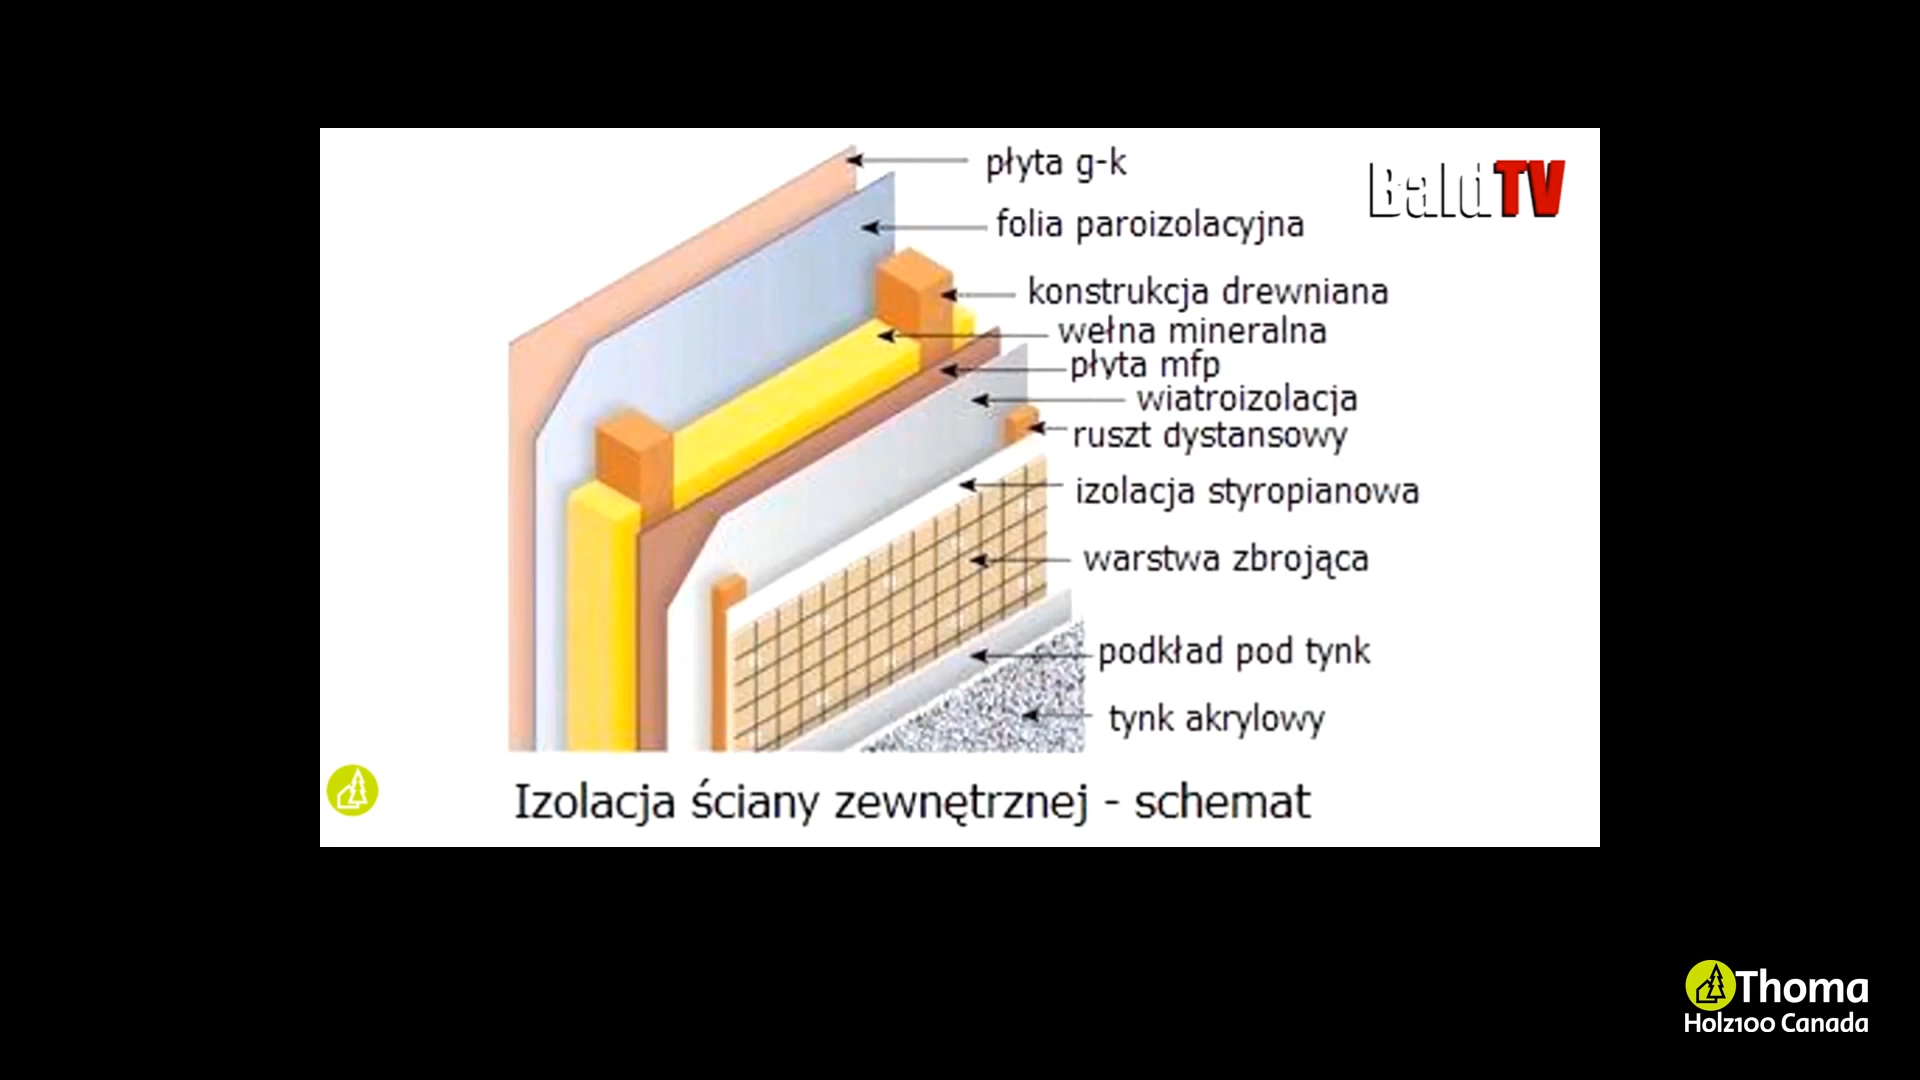 płyta g-k
BaldTV
folia paroizolacyjna
konstrukcja drewniana
wełna mineralna
płyta mfp
wiatroizolacja
ruszt dystansowy
izolacja styropianowa
warstwa zbrojąca
podkład pod tynk
tynk akrylowy
Izolacja ściany zewnętrznej - schemat
Thoma
Holz100 Canada